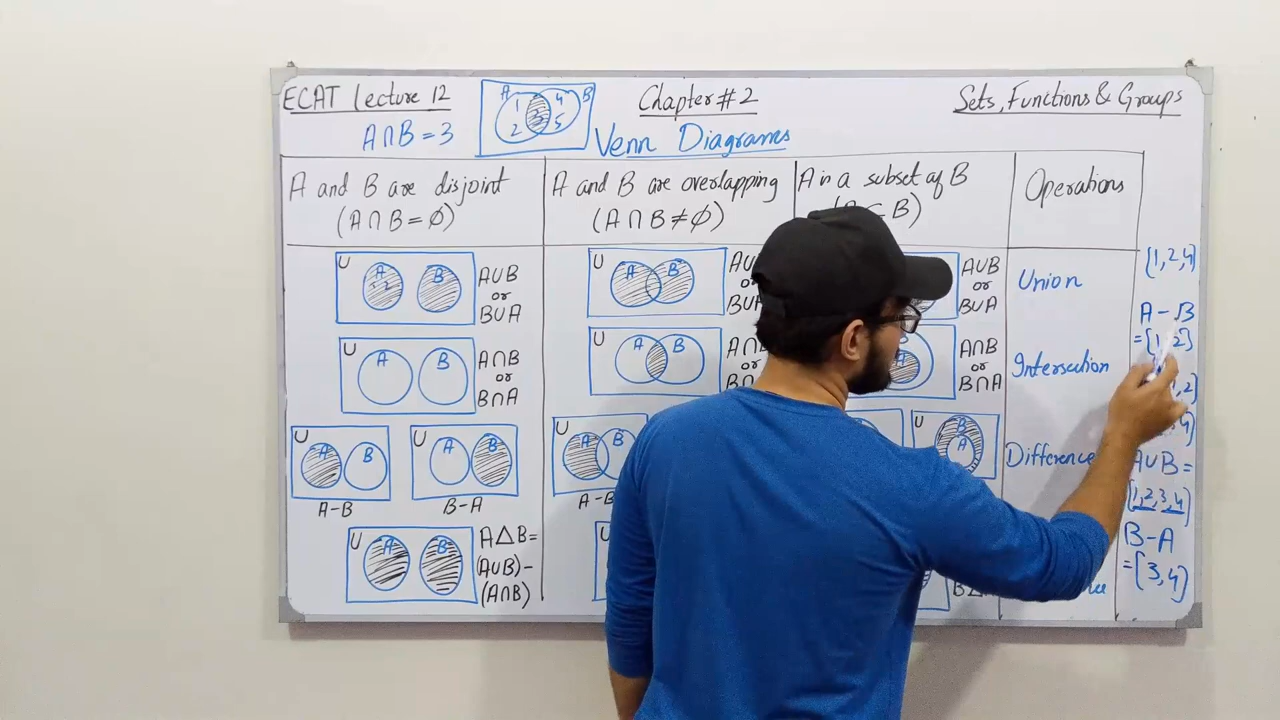 ECAT Lecture 12
A∩B=3
A 1 2 3 4 5 B
Chapter #2
Venn Diagrams
Sets, Functions & Groups
A and B are disjoint
(A∩B=∅)
A and B are overlapping
(A∩B≠∅)
A is a subset of B
B)
Operations
U A B
A∪B
or
B∪A
U A B
U A B
A∪B
or
B∪A
Union
U A B
A∩B
or
B∩A
U A B
A
A∩B
or
B∩A
Intersection
U A B
A-B
U A B
B-A
U A B
A-B
U B A
Difference
U A B
A△B=
(A∪B)-
(A∩B)
U
{1,2,4}
A-B
={1,2}
,2}
4}
A∪B=
{1,2,3,4}
B-A
={3,4}